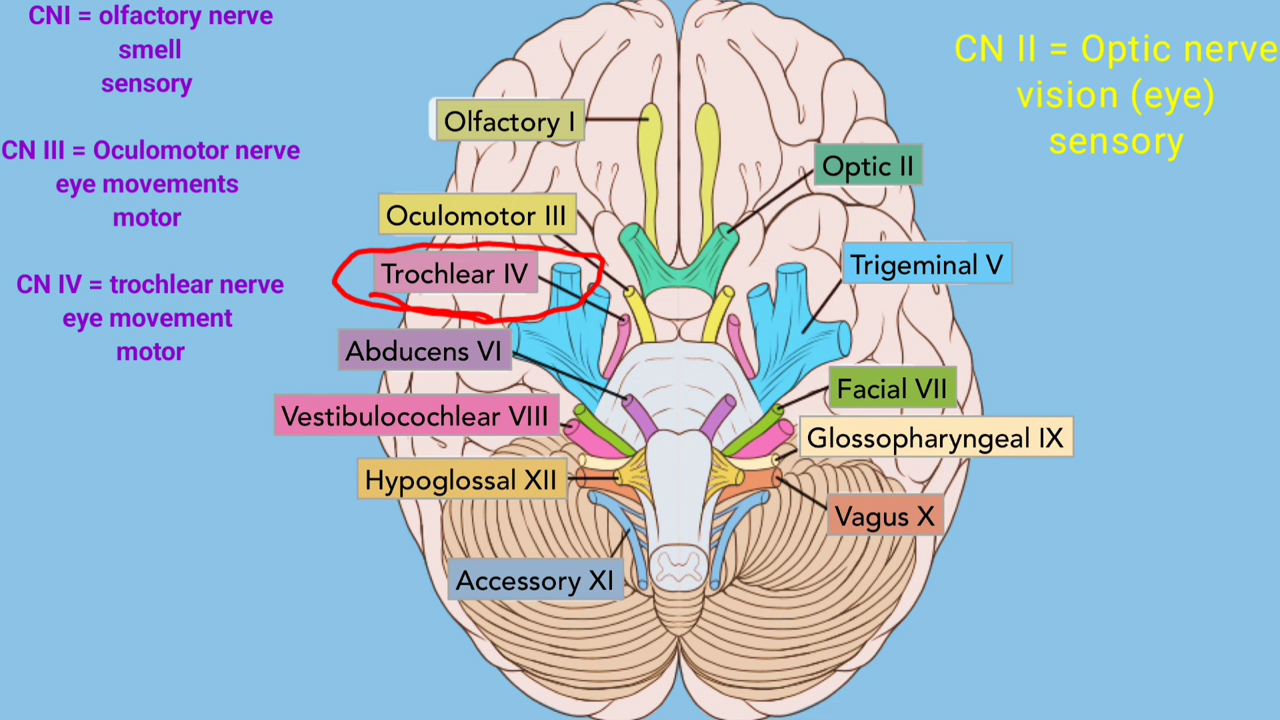 CNI = olfactory nerve
smell
sensory
CN III = Oculomotor nerve
eye movements
motor
CN IV = trochlear nerve
eye movement
motor
CN II = Optic nerve
vision (eye)
sensory
Olfactory I
Optic II
Oculomotor III
Trochlear IV
Trigeminal V
Abducens VI
Facial VII
Vestibulocochlear VIII
Glossopharyngeal IX
Hypoglossal XII
Vagus X
Accessory XI